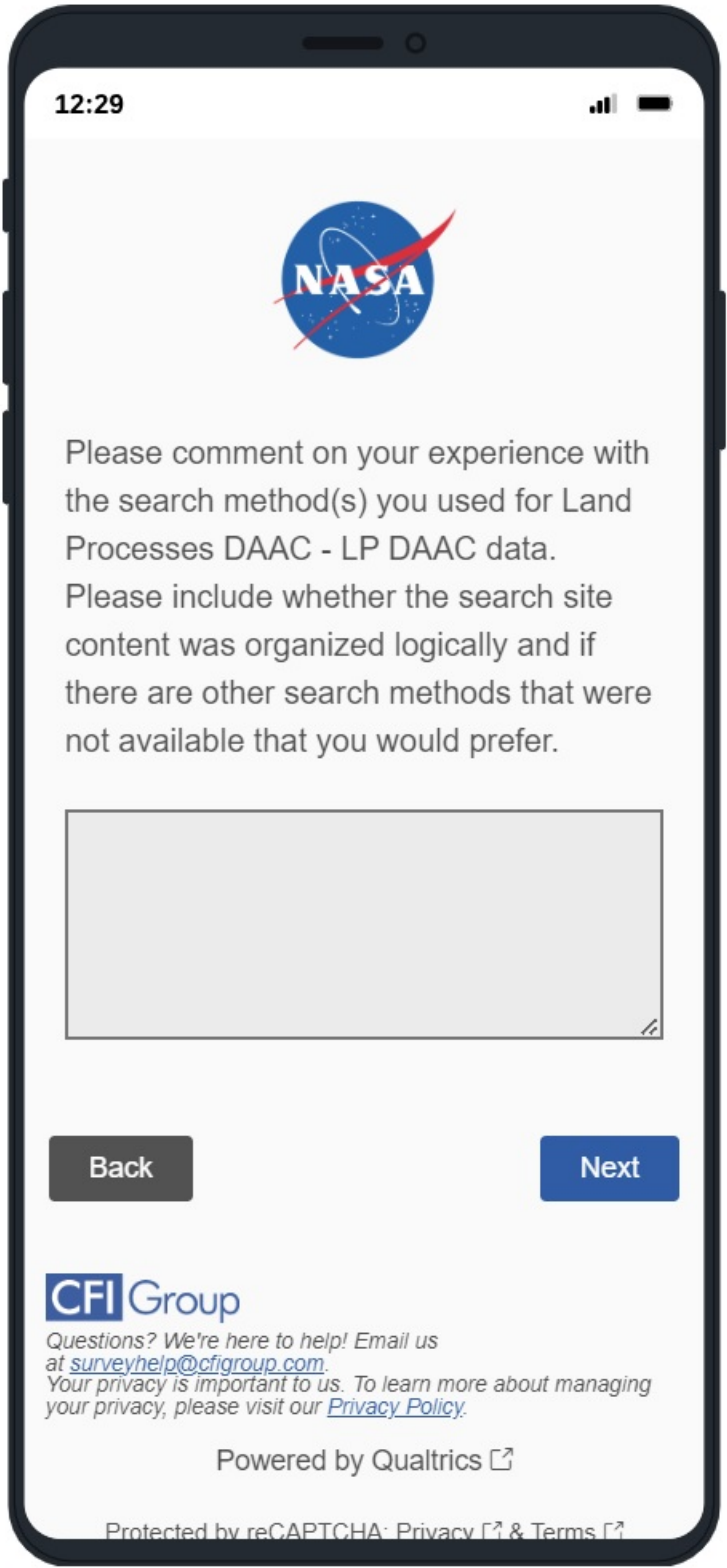 12:29
NASA
Please comment on your experience with
the search method(s) you used for Land
Processes DAAC - LP DAAC data.
Please include whether the search site
content was organized logically and if
there are other search methods that were
not available that you would prefer.
Back
Next
CFI Group
Questions? We're here to help! Email us
at surveyhelp@cfigroup.com.
Your privacy is important to us. To learn more about managing
your privacy, please visit our Privacy Policy.
Powered by Qualtrics
Protected by reCAPTCHA: Privacy & Terms